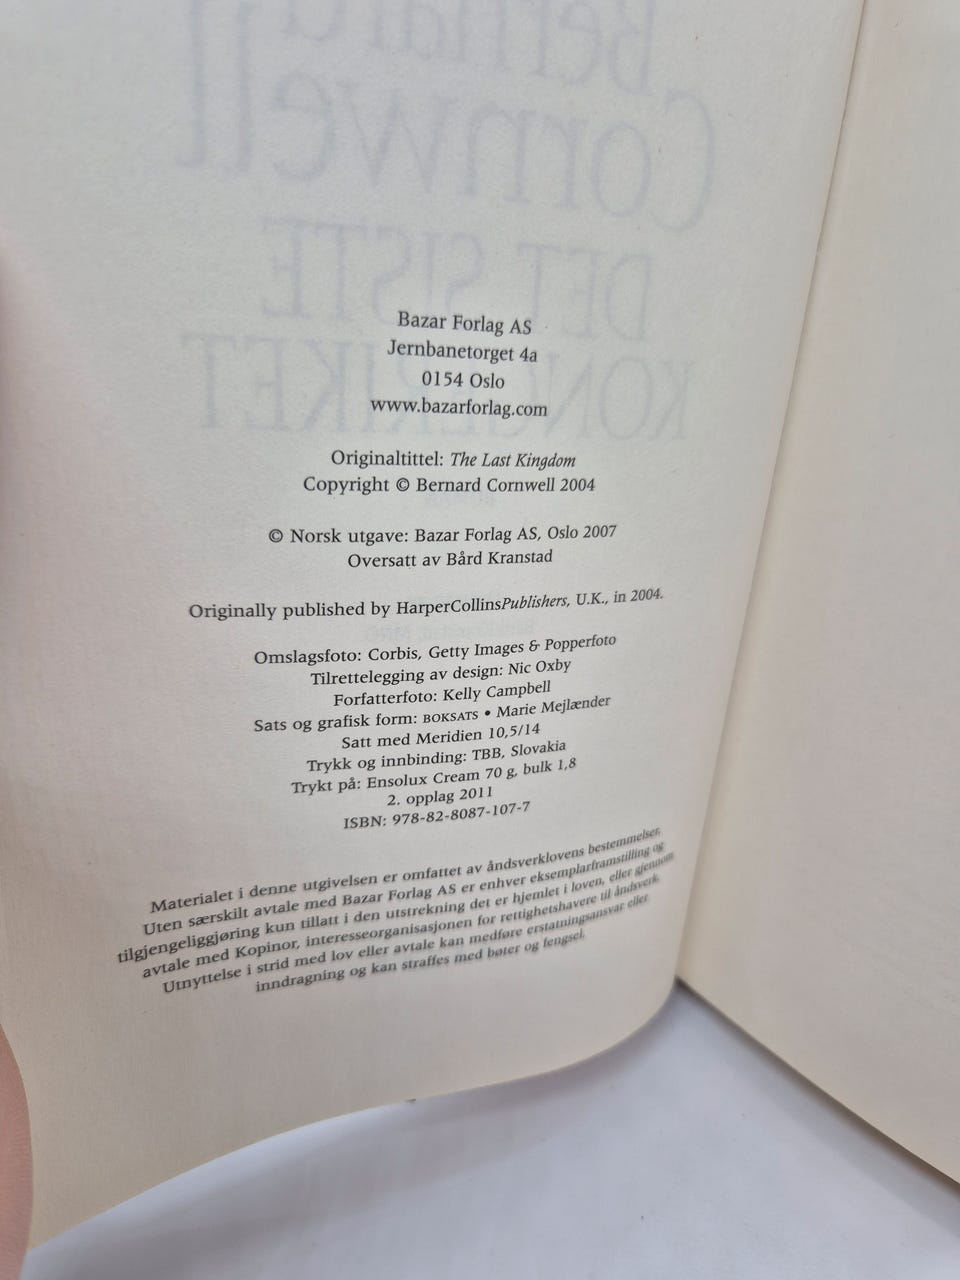 Bernard
Cornwell
DET SISTE
KONGERIKET
Bazar Forlag AS
Jernbanetorget 4a
0154 Oslo
www.bazarforlag.com
Originaltittel: The Last Kingdom
Copyright © Bernard Cornwell 2004
© Norsk utgave: Bazar Forlag AS, Oslo 2007
Oversatt av Bård Kranstad
Originally published by HarperCollinsPublishers, U.K., in 2004.
Omslagsfoto: Corbis, Getty Images & Popperfoto
Tilrettelegging av design: Nic Oxby
Forfatterfoto: Kelly Campbell
Sats og grafisk form: BOKSATS • Marie Mejlænder
Satt med Meridien 10,5/14
Trykk og innbinding: TBB, Slovakia
Trykt på: Ensolux Cream 70 g, bulk 1,8
2. opplag 2011
ISBN: 978-82-8087-107-7
Materialet i denne utgivelsen er omfattet av åndsverklovens bestemmelser.
Uten særskilt avtale med Bazar Forlag AS er enhver eksemplarframstilling og
tilgjengeliggjøring kun tillatt i den utstrekning det er hjemlet i loven, eller gjennom
avtale med Kopinor, interesseorganisasjonen for rettighetshavere til åndsverk.
Utnyttelse i strid med lov eller avtale kan medføre erstatningsansvar eller
inndragning og kan straffes med bøter og fengsel.